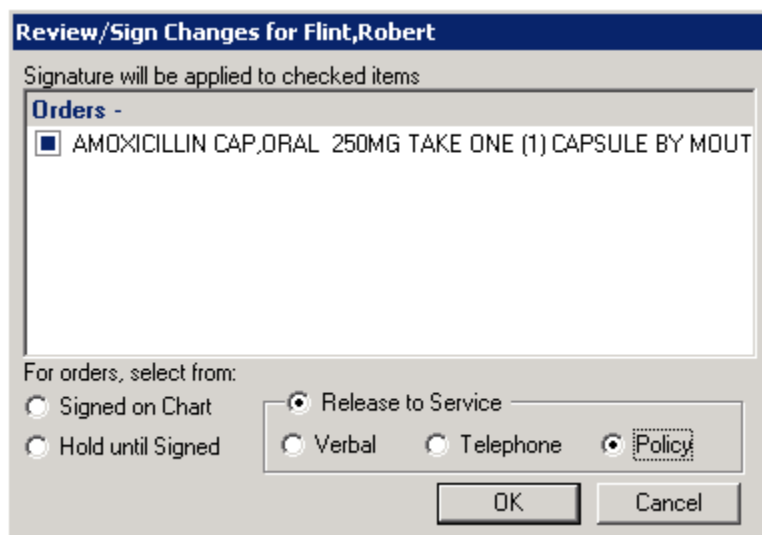 Review/Sign Changes for Flint,Robert
Signature will be applied to checked items
Orders -
AMOXICILLIN CAP,ORAL 250MG TAKE ONE (1) CAPSULE BY MOUT
For orders, select from:
Signed on Chart
Release to Service
Hold until Signed
Verbal
Telephone
Policy
OK
Cancel